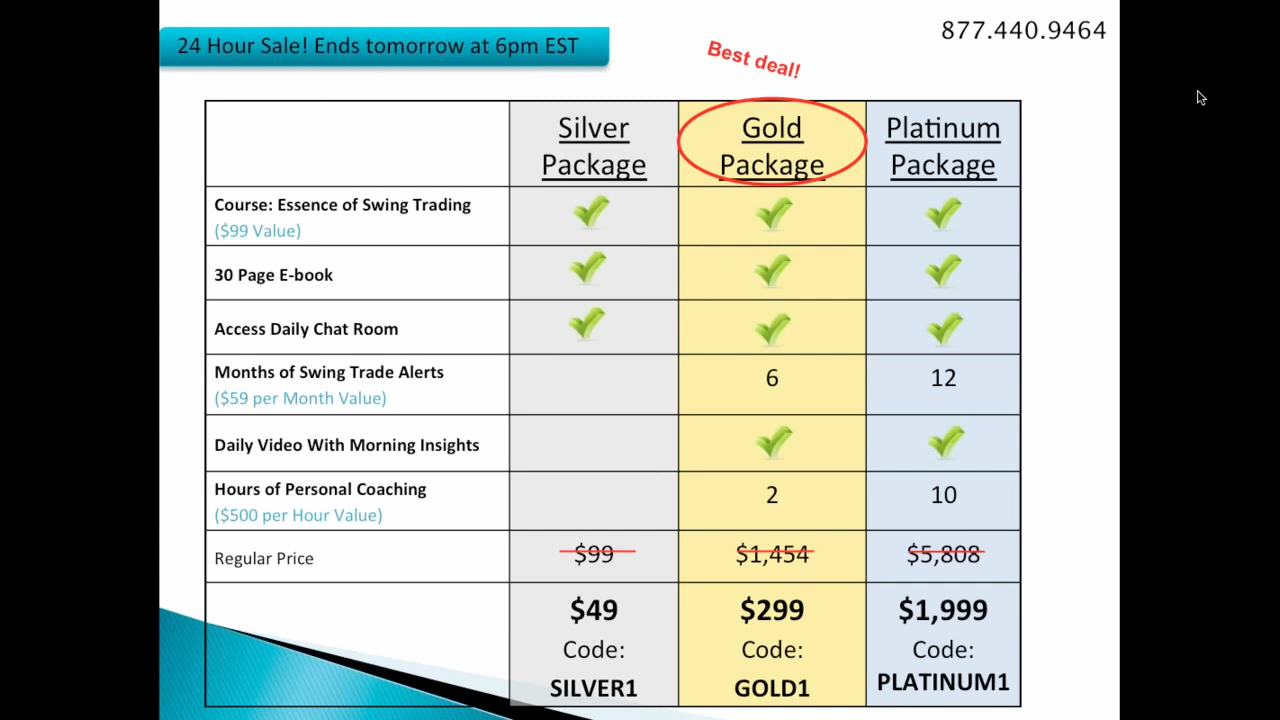 24 Hour Sale! Ends tomorrow at 6pm EST
877.440.9464
Best deal!
Silver Package
Gold Package
Platinum Package
Course: Essence of Swing Trading
($99 Value)
30 Page E-book
Access Daily Chat Room
Months of Swing Trade Alerts
($59 per Month Value)
6
12
Daily Video With Morning Insights
Hours of Personal Coaching
($500 per Hour Value)
2
10
Regular Price
$99
$1,454
$5,808
$49
$299
$1,999
Code:
Code:
Code:
SILVER1
GOLD1
PLATINUM1